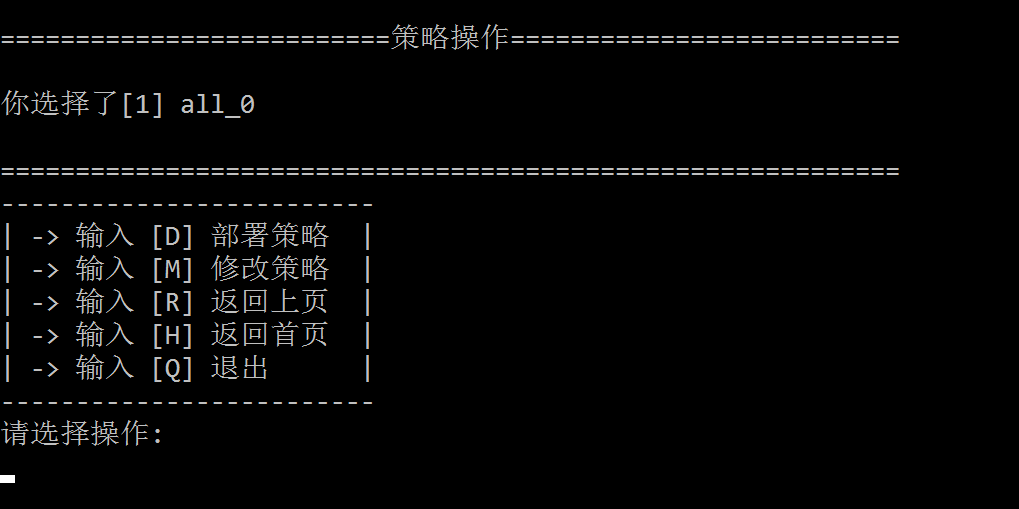 ==========================策略操作==========================
你选择了[1] all_0
============================================================
-------------------------
| -> 输入 [D] 部署策略  |
| -> 输入 [M] 修改策略  |
| -> 输入 [R] 返回上页  |
| -> 输入 [H] 返回首页  |
| -> 输入 [Q] 退出      |
-------------------------
请选择操作: